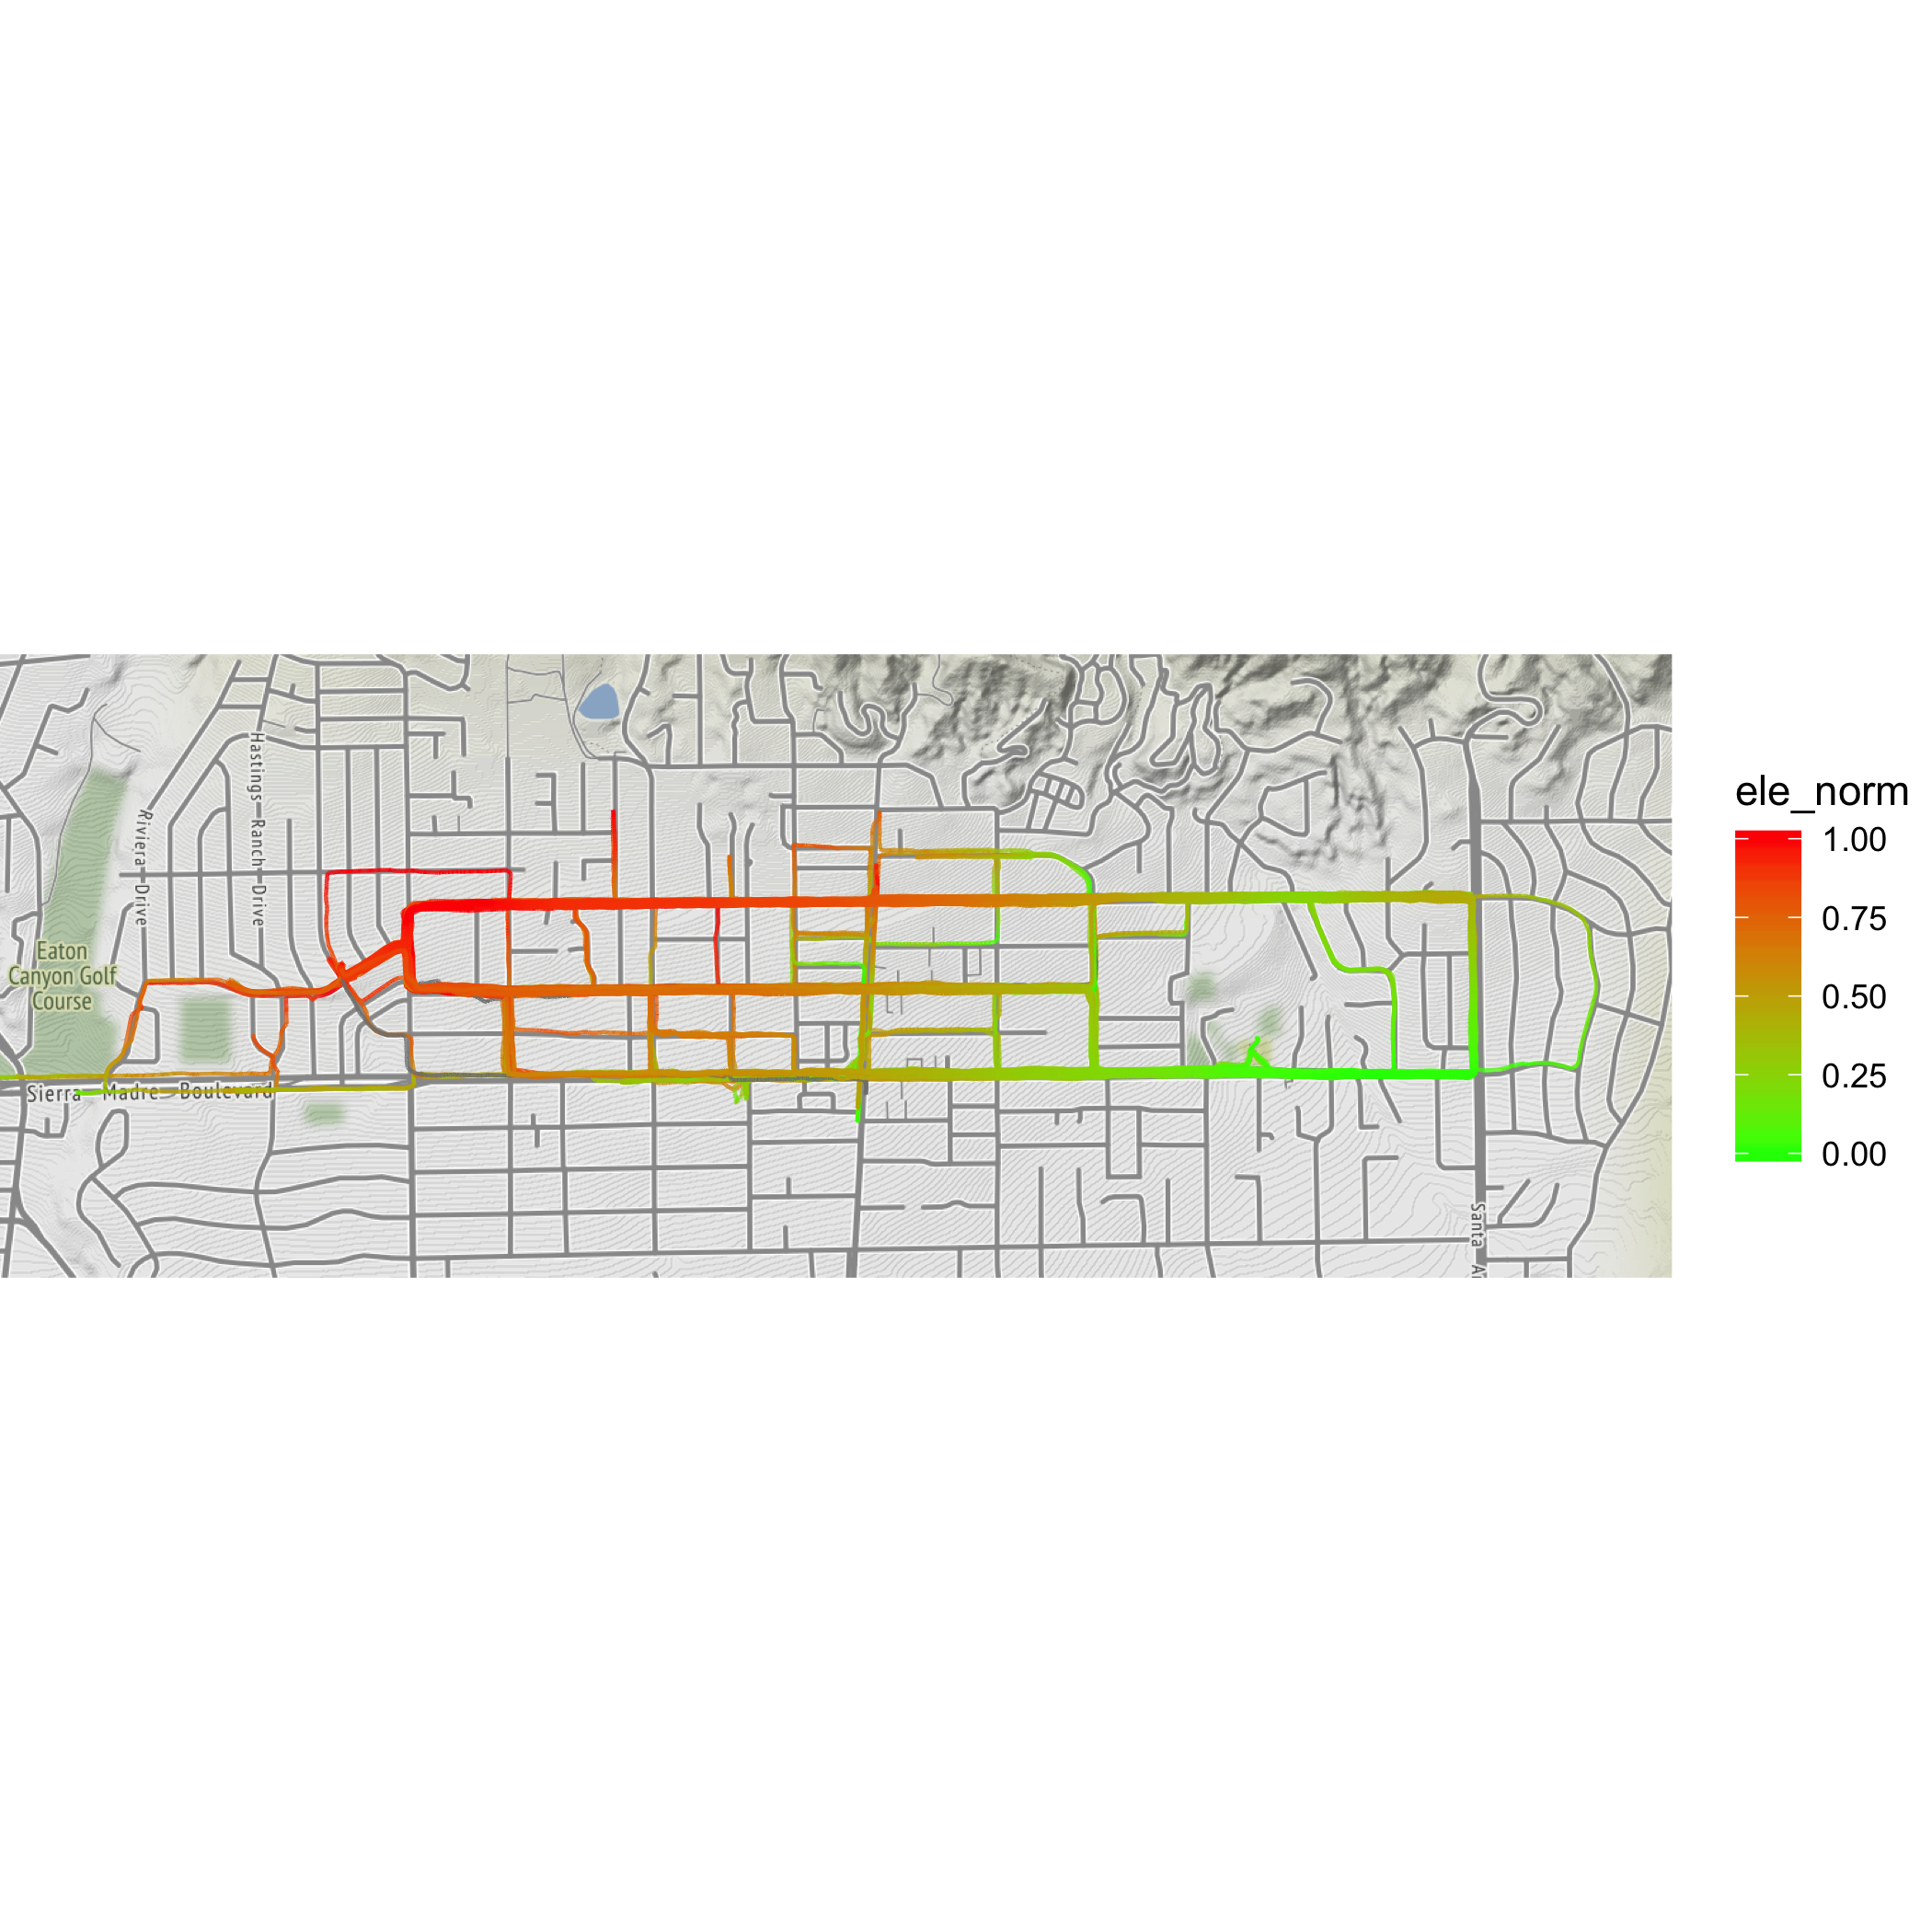 Hastings Ranch Drive
Riviera Drive
Eaton
Canyon Golf
Course
Sierra Madre Boulevard
Santa A
ele_norm
1.00
0.75
0.50
0.25
0.00